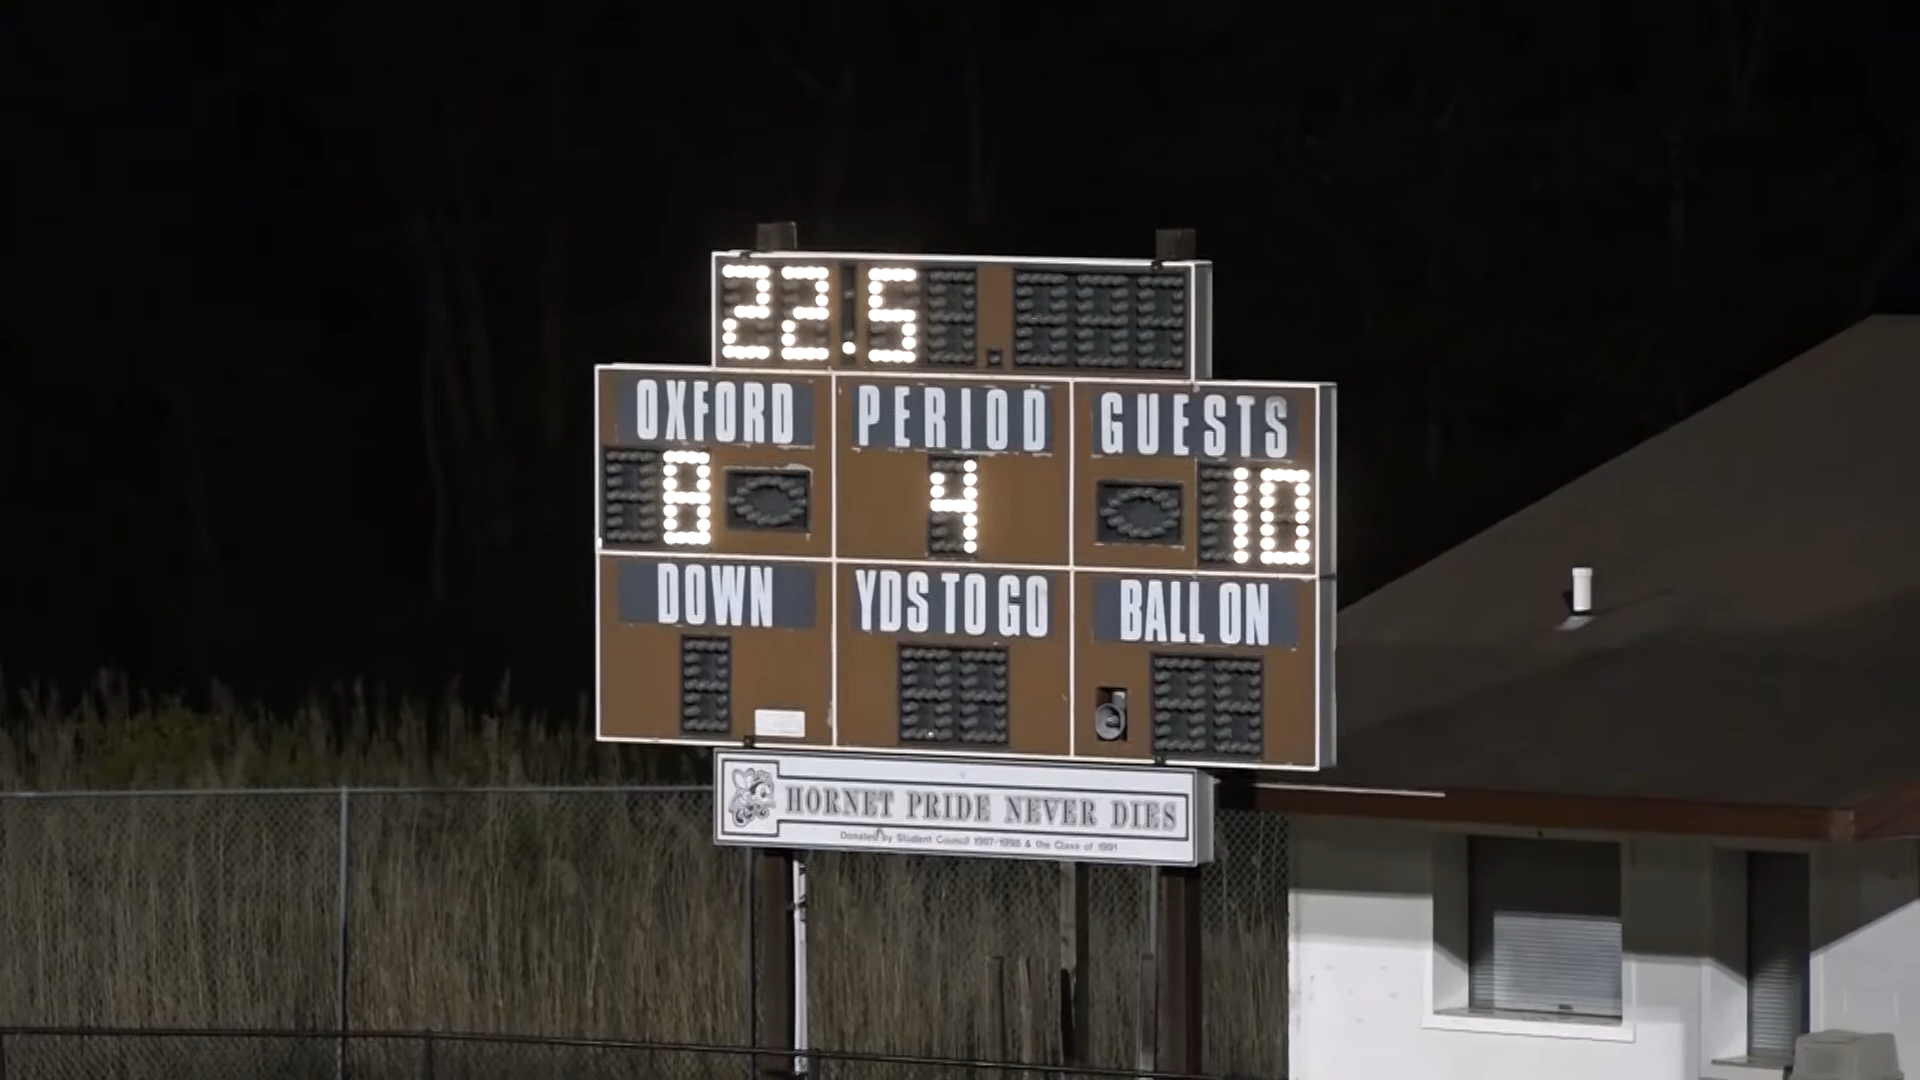 22.5
OXFORD PERIOD GUESTS
8 4 10
DOWN YDS TO GO BALL ON
HORNET PRIDE NEVER DIES
Donated by Student Council 1997-1998 & the Class of 1991